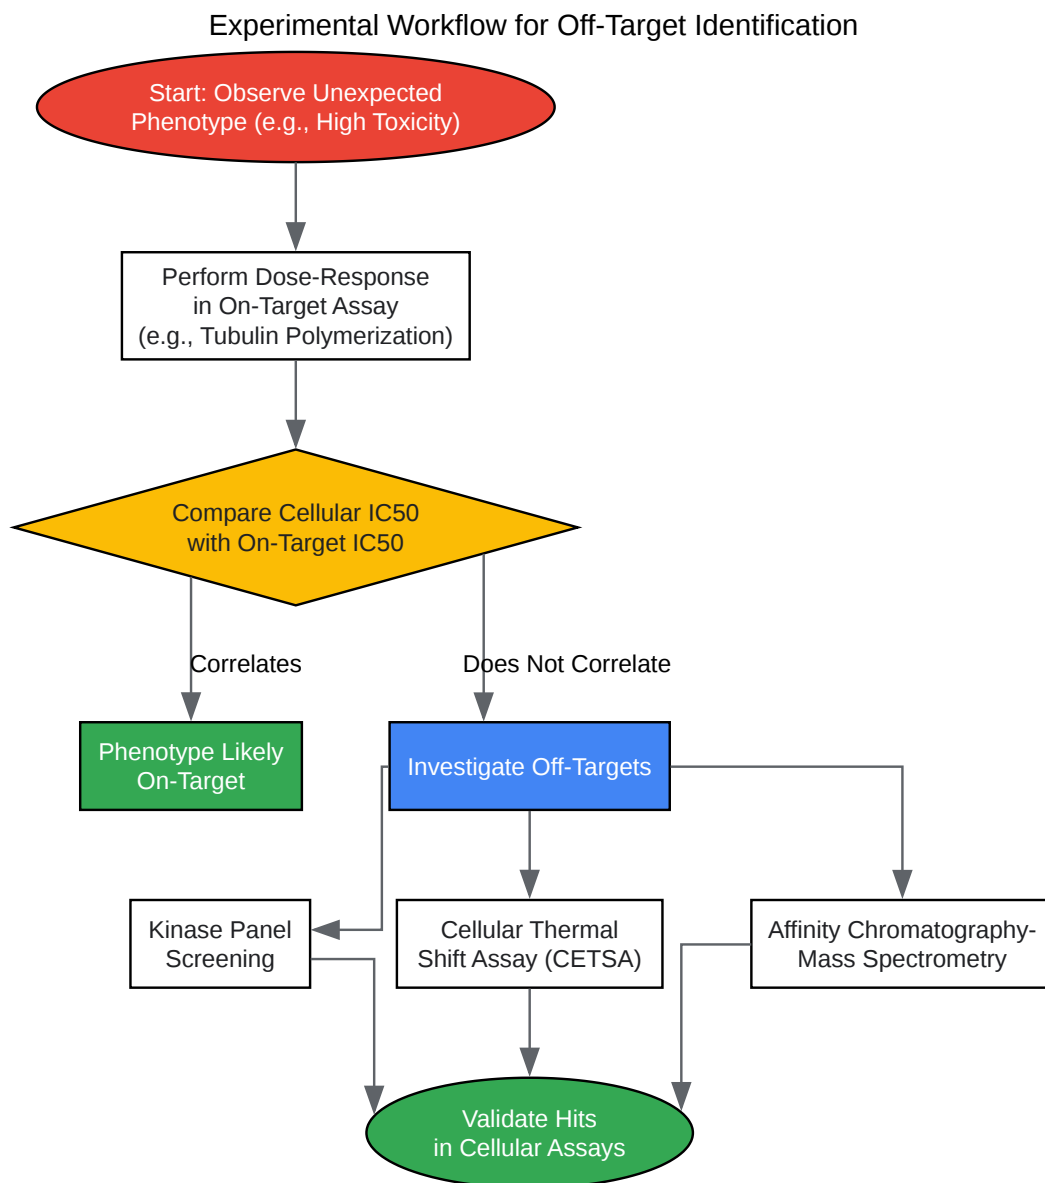 Experimental Workflow for Off-Target Identification
Start: Observe Unexpected
Phenotype (e.g., High Toxicity)
Perform Dose-Response
in On-Target Assay
(e.g., Tubulin Polymerization)
Compare Cellular IC50
with On-Target IC50
Correlates
Does Not Correlate
Phenotype Likely
On-Target
Investigate Off-Targets
Kinase Panel
Screening
Cellular Thermal
Shift Assay (CETSA)
Affinity Chromatography-
Mass Spectrometry
Validate Hits
in Cellular Assays